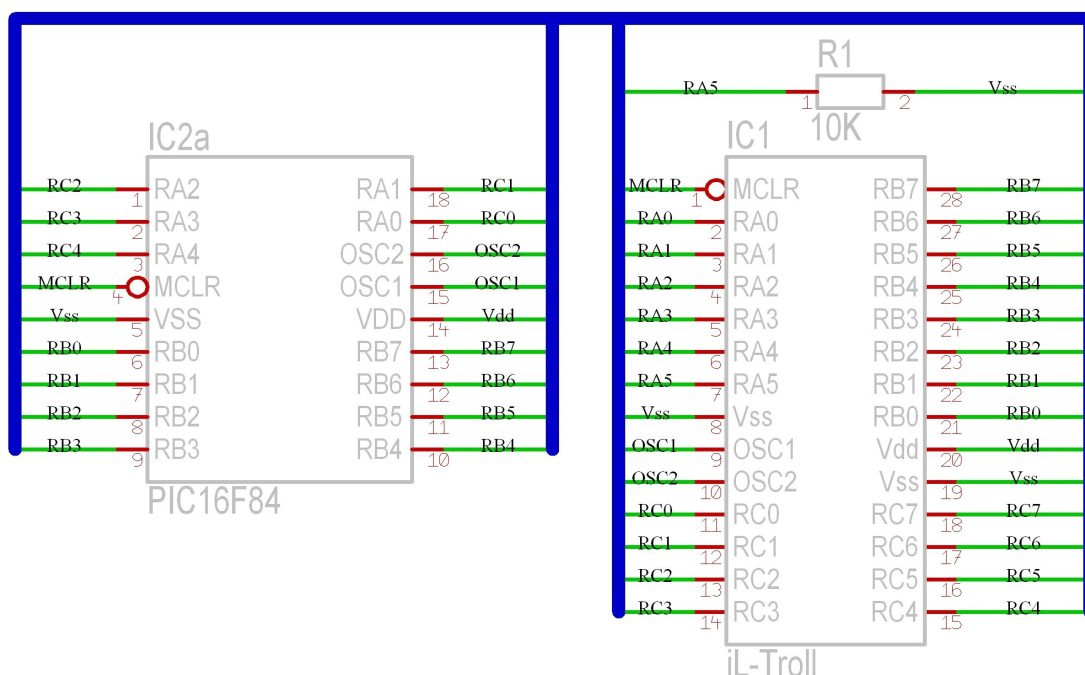 R1
RA5 1 2 Vss
10K
IC2a
RC2 1 RA2 RA1 18 RC1
RC3 2 RA3 RA0 17 RC0
RC4 3 RA4 OSC2 16 OSC2
MCLR 4 MCLR OSC1 15 OSC1
Vss 5 VSS VDD 14 Vdd
RB0 6 RB0 RB7 13 RB7
RB1 7 RB1 RB6 12 RB6
RB2 8 RB2 RB5 11 RB5
RB3 9 RB3 RB4 10 RB4
PIC16F84
IC1
MCLR 1 MCLR RB7 28 RB7
RA0 2 RA0 RB6 27 RB6
RA1 3 RA1 RB5 26 RB5
RA2 4 RA2 RB4 25 RB4
RA3 5 RA3 RB3 24 RB3
RA4 6 RA4 RB2 23 RB2
RA5 7 RA5 RB1 22 RB1
Vss 8 Vss RB0 21 RB0
OSC1 9 OSC1 Vdd 20 Vdd
OSC2 10 OSC2 Vss 19 Vss
RC0 11 RC0 RC7 18 RC7
RC1 12 RC1 RC6 17 RC6
RC2 13 RC2 RC5 16 RC5
RC3 14 RC3 RC4 15 RC4
iL-Troll